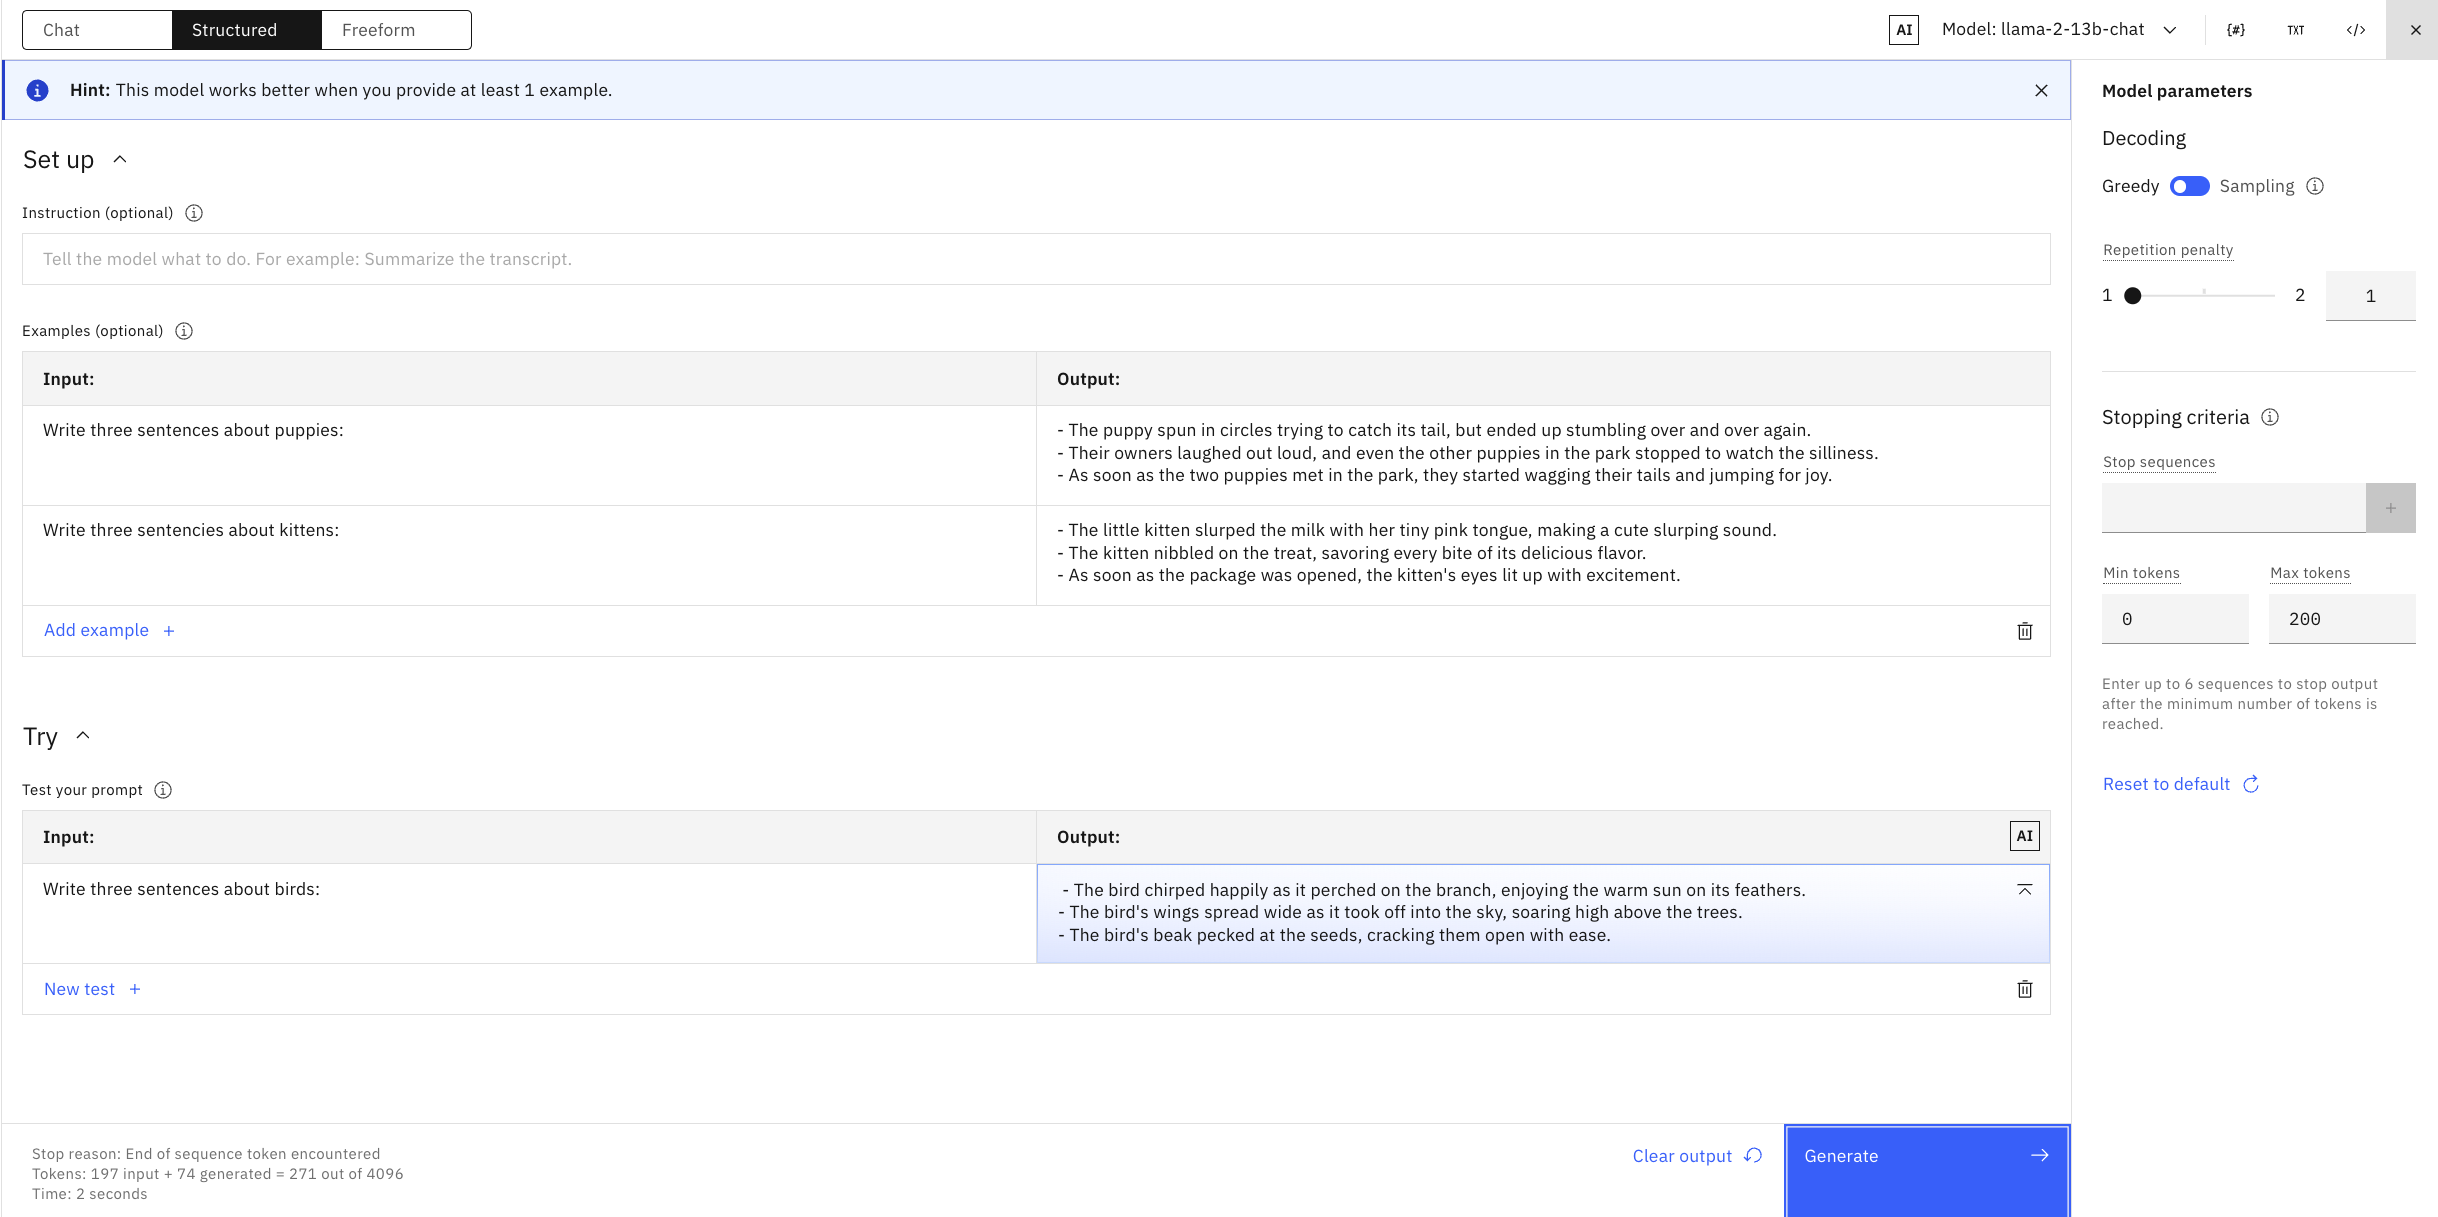 Chat
Structured
Freeform
AI
Model: llama-2-13b-chat
{#}
TXT
</>
Hint: This model works better when you provide at least 1 example.
Set up
Instruction (optional)
Tell the model what to do. For example: Summarize the transcript.
Examples (optional)
Input:
Output:
Write three sentences about puppies:
- The puppy spun in circles trying to catch its tail, but ended up stumbling over and over again.
- Their owners laughed out loud, and even the other puppies in the park stopped to watch the silliness.
- As soon as the two puppies met in the park, they started wagging their tails and jumping for joy.
Write three sentencies about kittens:
- The little kitten slurped the milk with her tiny pink tongue, making a cute slurping sound.
- The kitten nibbled on the treat, savoring every bite of its delicious flavor.
- As soon as the package was opened, the kitten's eyes lit up with excitement.
Add example +
Try
Test your prompt
Input:
Output:
AI
Write three sentences about birds:
- The bird chirped happily as it perched on the branch, enjoying the warm sun on its feathers.
- The bird's wings spread wide as it took off into the sky, soaring high above the trees.
- The bird's beak pecked at the seeds, cracking them open with ease.
New test +
Stop reason: End of sequence token encountered
Tokens: 197 input + 74 generated = 271 out of 4096
Time: 2 seconds
Clear output
Generate
Model parameters
Decoding
Greedy
Sampling
Repetition penalty
1
2
1
Stopping criteria
Stop sequences
+
Min tokens
Max tokens
0
200
Enter up to 6 sequences to stop output
after the minimum number of tokens is
reached.
Reset to default